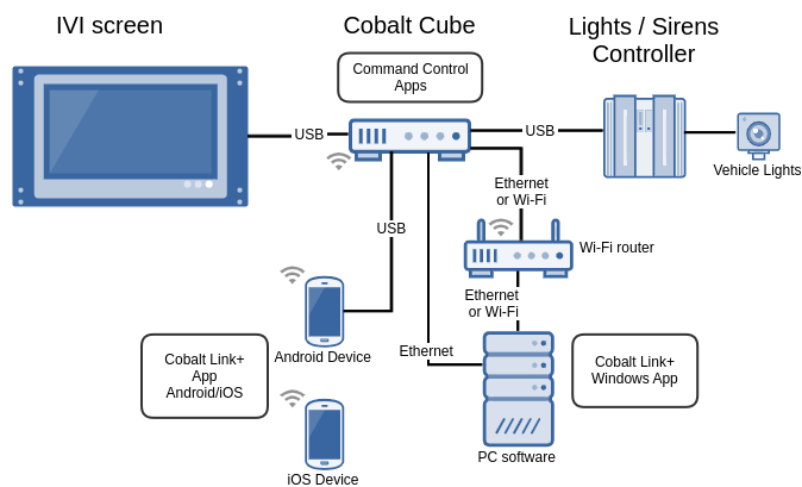 IVI screen
Cobalt Cube
Lights / Sirens
Controller
Command Control
Apps
USB
USB
Vehicle Lights
Ethernet
or Wi-Fi
USB
Wi-Fi router
Ethernet
or Wi-Fi
Cobalt Link+
App
Android/iOS
Android Device
Ethernet
Cobalt Link+
Windows App
PC software
iOS Device